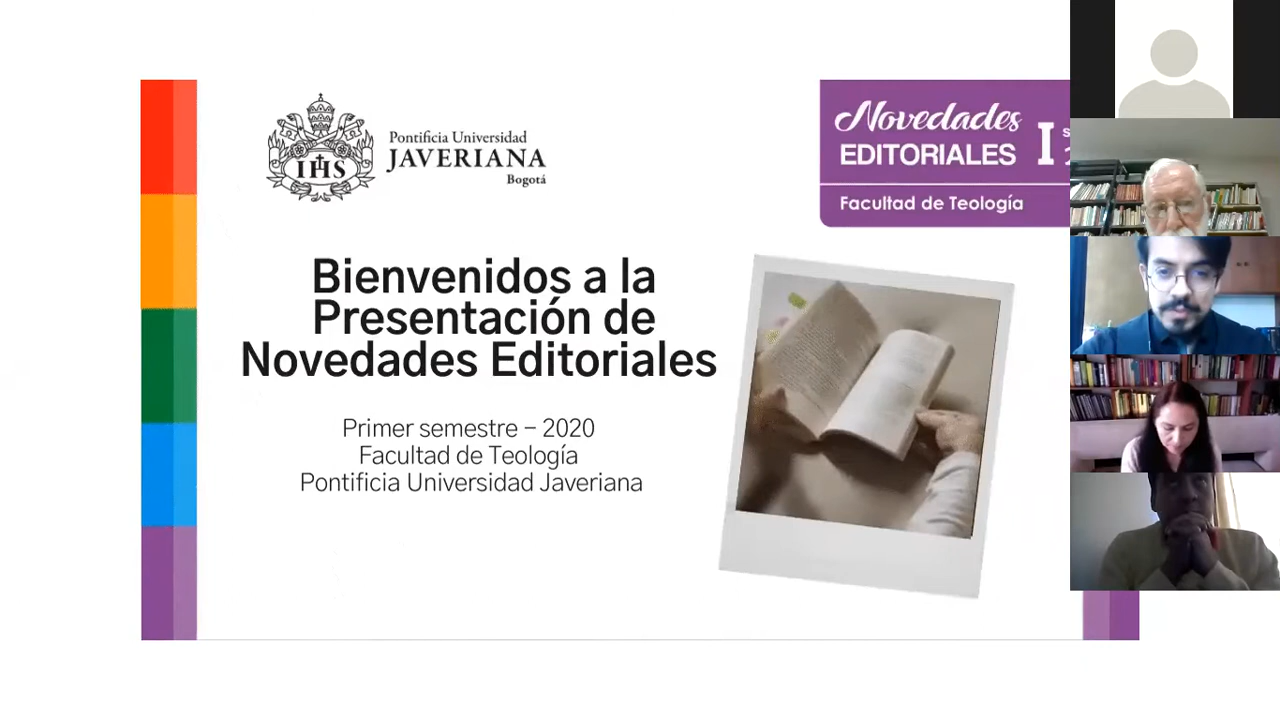 IHS
Pontificia Universidad
JAVERIANA
Bogotá
Novedades
EDITORIALES
I
Facultad de Teología
Bienvenidos a la
Presentación de
Novedades Editoriales
Primer semestre - 2020
Facultad de Teología
Pontificia Universidad Javeriana